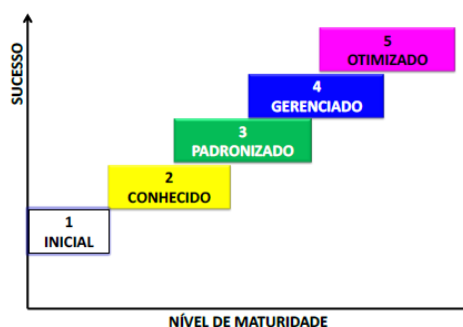 SUCESSO
5
OTIMIZADO
4
GERENCIADO
3
PADRONIZADO
2
CONHECIDO
1
INICIAL
NÍVEL DE MATURIDADE